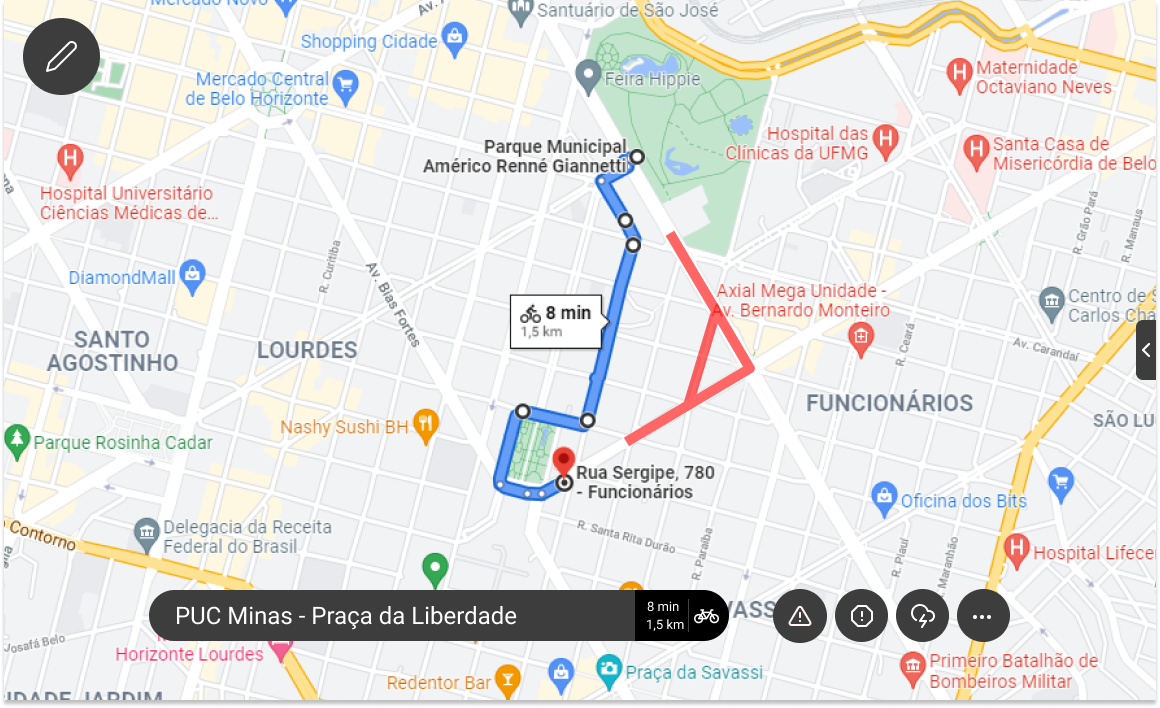 Mercado Novo
Av.
Santuário de São José
Shopping Cidade
Mercado Central
de Belo Horizonte
Feira Hippie
Maternidade
Octaviano Neves
Hospital das
Clínicas da UFMG
Santa Casa de
Misericórdia de Belo
Parque Municipal
Américo Renné Giannetti
Hospital Universitário
Ciências Médicas de...
R. Grão Pará
R. Manaus
R. Curitiba
DiamondMall
Av. Bias Fortes
Axial Mega Unidade -
Av. Bernardo Monteiro
Centro de S
Carlos Cha
8 min
1,5 km
R. Ceará
Av. Carandaí
SANTO
AGOSTINHO
LOURDES
FUNCIONÁRIOS
SÃO LU
Nashy Sushi BH
Parque Rosinha Cadar
Rua Sergipe, 780
- Funcionários
Oficina dos Bits
Contorno
Delegacia da Receita
Federal do Brasil
R. Santa Rita Durão
R. Paraíba
R. Piauí
R. Maranhão
Hospital Lifecer
PUC Minas - Praça da Liberdade
8 min
1,5 km
VASS
Josafá Belo
Horizonte Lourdes
Redentor Bar
Praça da Savassi
Primeiro Batalhão de
Bombeiros Militar
IDADE JARDIM